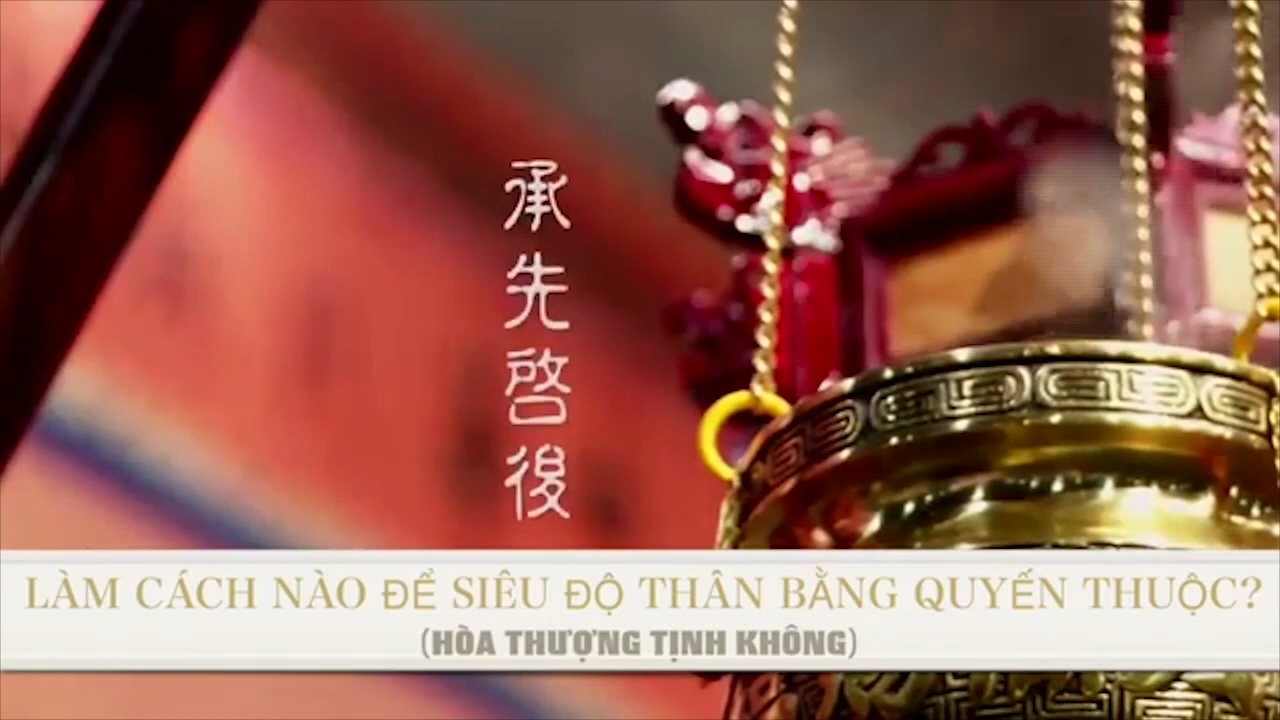 承先啓後
LÀM CÁCH NÀO ĐỂ SIÊU ĐỘ THÂN BẰNG QUYẾN THUỘC?
(HÒA THƯỢNG TỊNH KHÔNG)